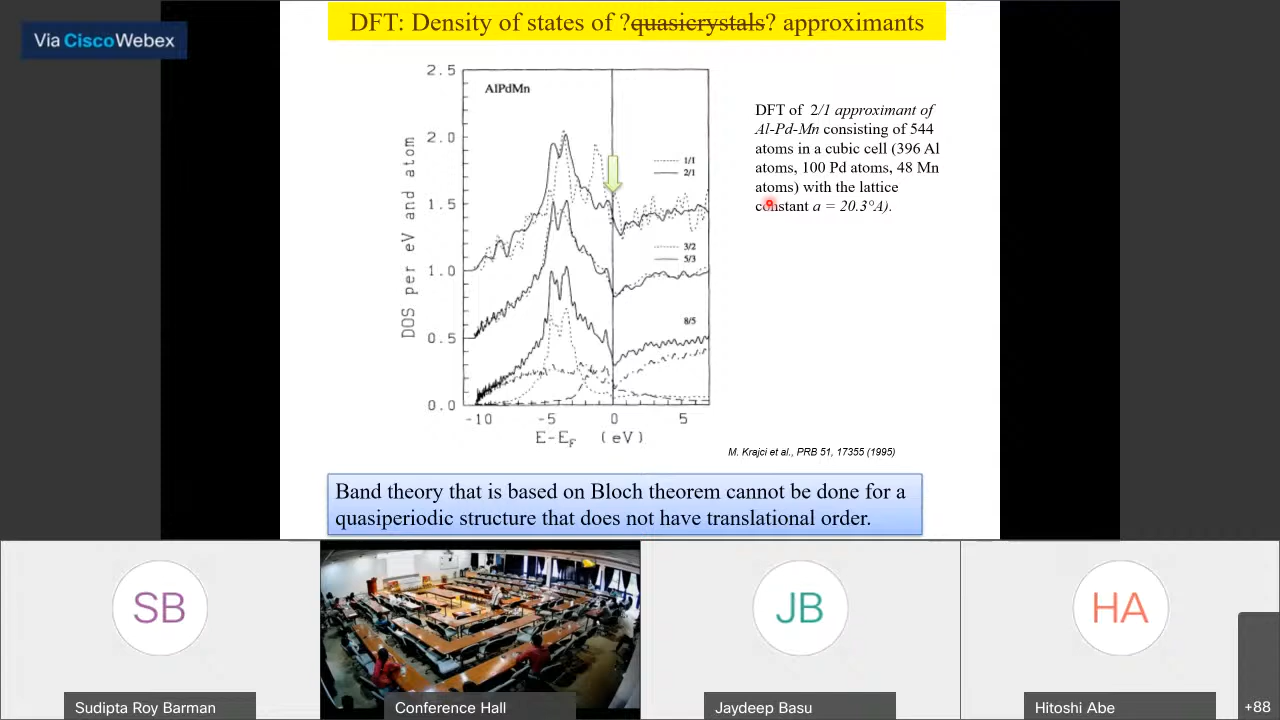 DFT: Density of states of ?quasicrystals? approximants
Via Cisco Webex
AlPdMn
2.5
2.0
1.5
1.0
0.5
0.0
DOS per eV and atom
1/1
2/1
3/2
5/3
8/5
-10
-5
0
5
E-EF (eV)
DFT of 2/1 approximant of
Al-Pd-Mn consisting of 544
atoms in a cubic cell (396 Al
atoms, 100 Pd atoms, 48 Mn
atoms) with the lattice
constant a = 20.3°A).
M. Krajci et al., PRB 51, 17355 (1995)
Band theory that is based on Bloch theorem cannot be done for a
quasiperiodic structure that does not have translational order.
SB
JB
HA
Sudipta Roy Barman
Conference Hall
Jaydeep Basu
Hitoshi Abe
+88